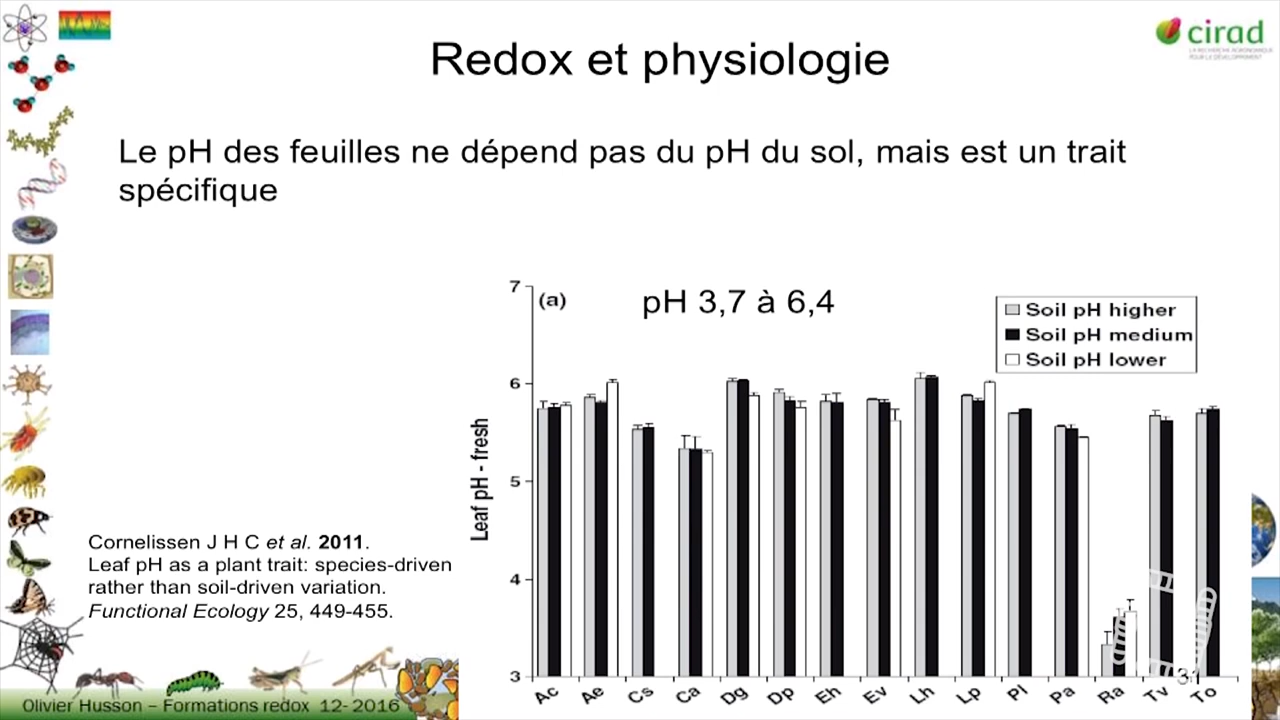 Redox et physiologie
cirad
LA RECHERCHE AGRONOMIQUE
POUR LE DÉVELOPPEMENT
Le pH des feuilles ne dépend pas du pH du sol, mais est un trait
spécifique
(a)
pH 3,7 à 6,4
Soil pH higher
Soil pH medium
Soil pH lower
Leaf pH - fresh
7
6
5
4
3
Ac Ae Cs Ca Dg Dp Eh Ev Lh Lp Pl Pa Ra Tv To
Cornelissen J H C et al. 2011.
Leaf pH as a plant trait: species-driven
rather than soil-driven variation.
Functional Ecology 25, 449-455.
Olivier Husson – Formations redox 12- 2016